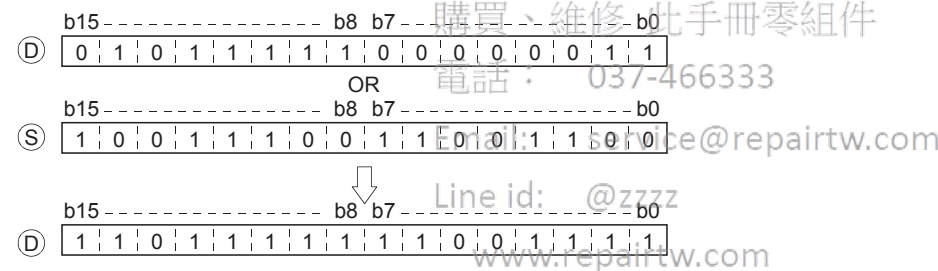 購買、維修 此手冊零組件
b15 b8 b7 b0
D 0 1 0 1 1 1 1 1 0 0 0 0 0 0 1 1
電話： 037-466333
OR
b15 b8 b7 b0
S 1 0 0 1 1 1 0 0 1 1 0 0 1 1 0 0
Email: service@repairtw.com
Line id: @zzzz
b15 b8 b7 b0
D 1 1 0 1 1 1 1 1 1 1 0 0 1 1 1 1
www.repairtw.com